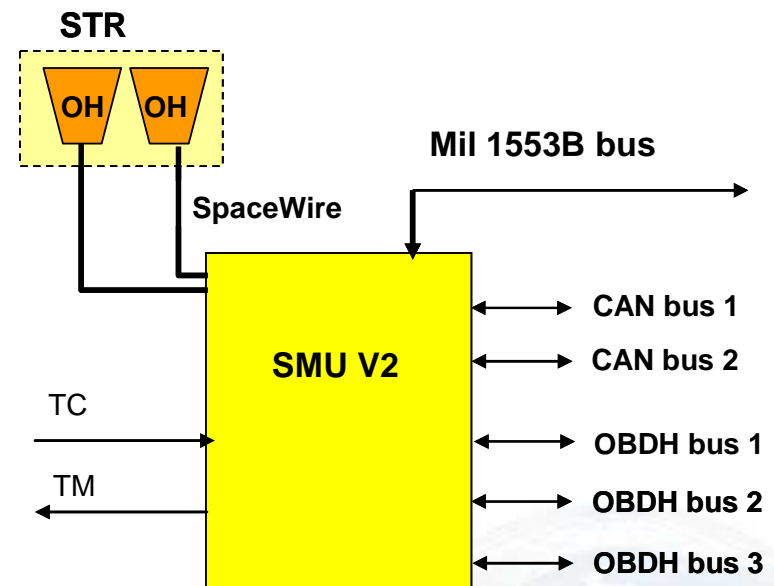 STR
OH OH
Mil 1553B bus
SpaceWire
CAN bus 1
SMU V2
CAN bus 2
TC
OBDH bus 1
TM
OBDH bus 2
OBDH bus 3